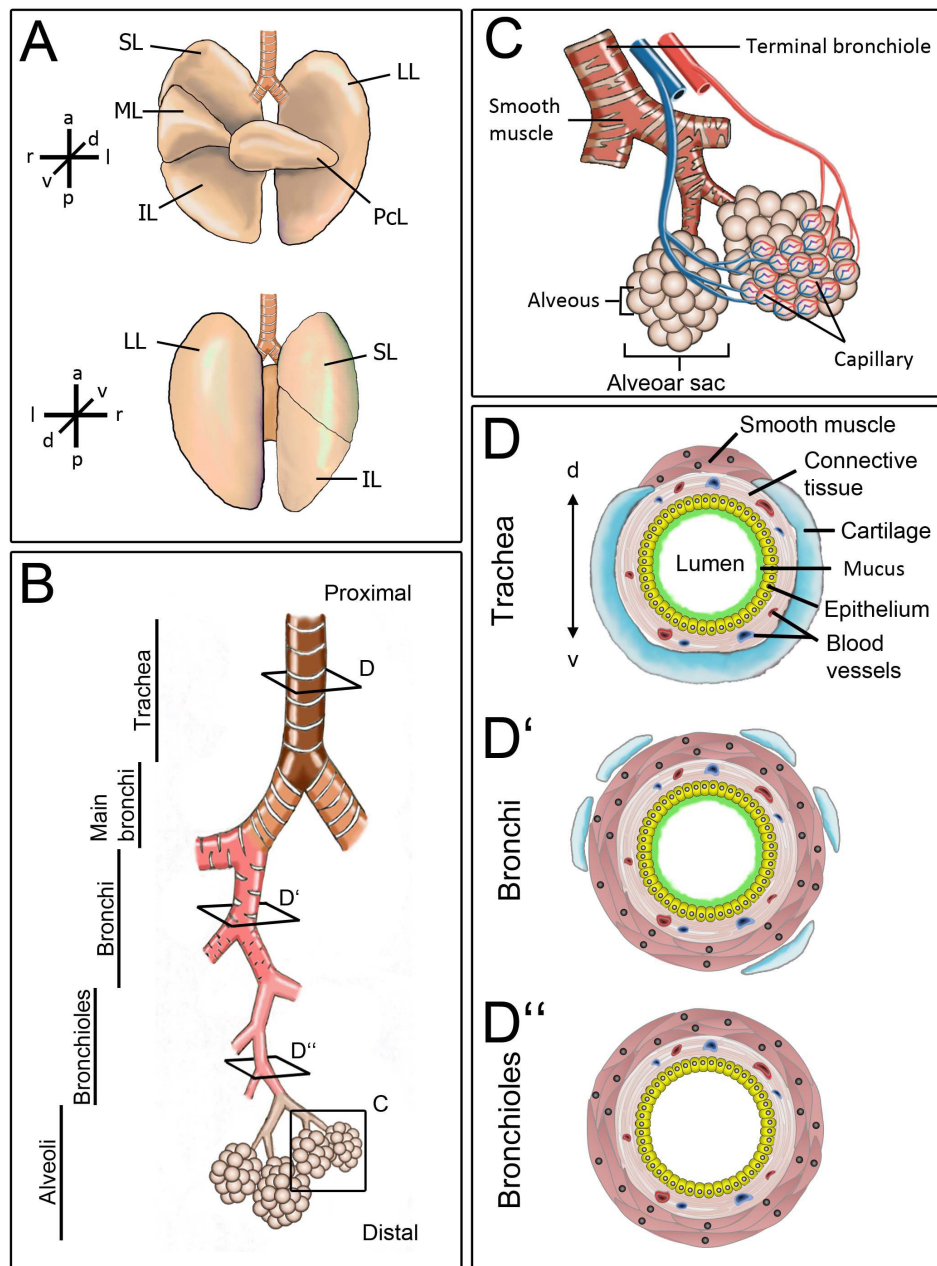 A
SL
LL
ML
a
d
r
l
v
p
IL
PcL
LL
SL
a
v
l
r
d
p
IL
B
Proximal
Trachea
D
Main
bronchi
Bronchi
D‘
Bronchioles
D‘‘
Alveoli
C
Distal
C
Terminal bronchiole
Smooth
muscle
Alveous
Capillary
Alveoar sac
D
Trachea
d
v
Smooth muscle
Connective
tissue
Cartilage
Lumen
Mucus
Epithelium
Blood
vessels
D‘
Bronchi
D‘‘
Bronchioles